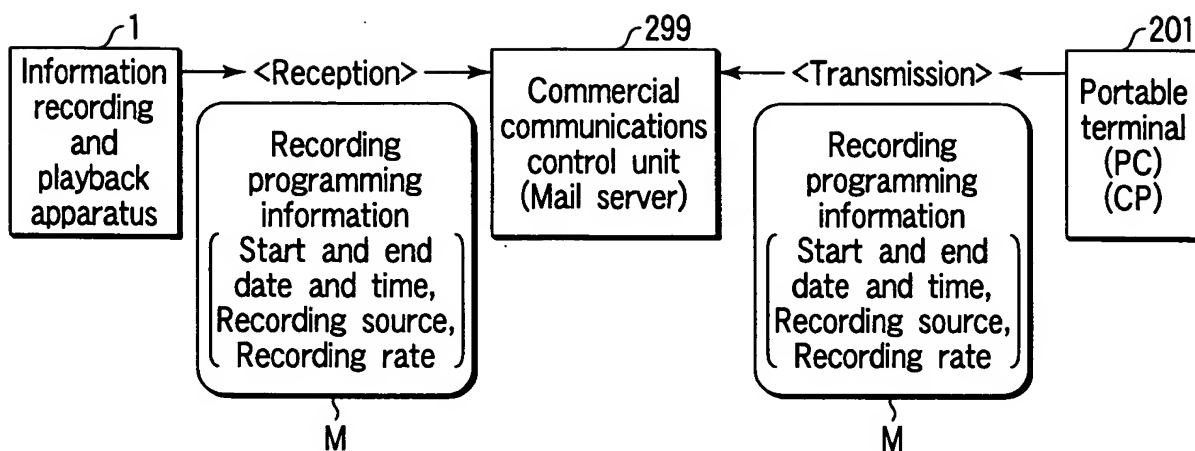 1
Information
recording
and
playback
apparatus
<Reception>
Recording
programming
information
Start and end
date and time,
Recording source,
Recording rate
M
299
Commercial
communications
control unit
(Mail server)
<Transmission>
Recording
programming
information
Start and end
date and time,
Recording source,
Recording rate
M
201
Portable
terminal
(PC)
(CP)